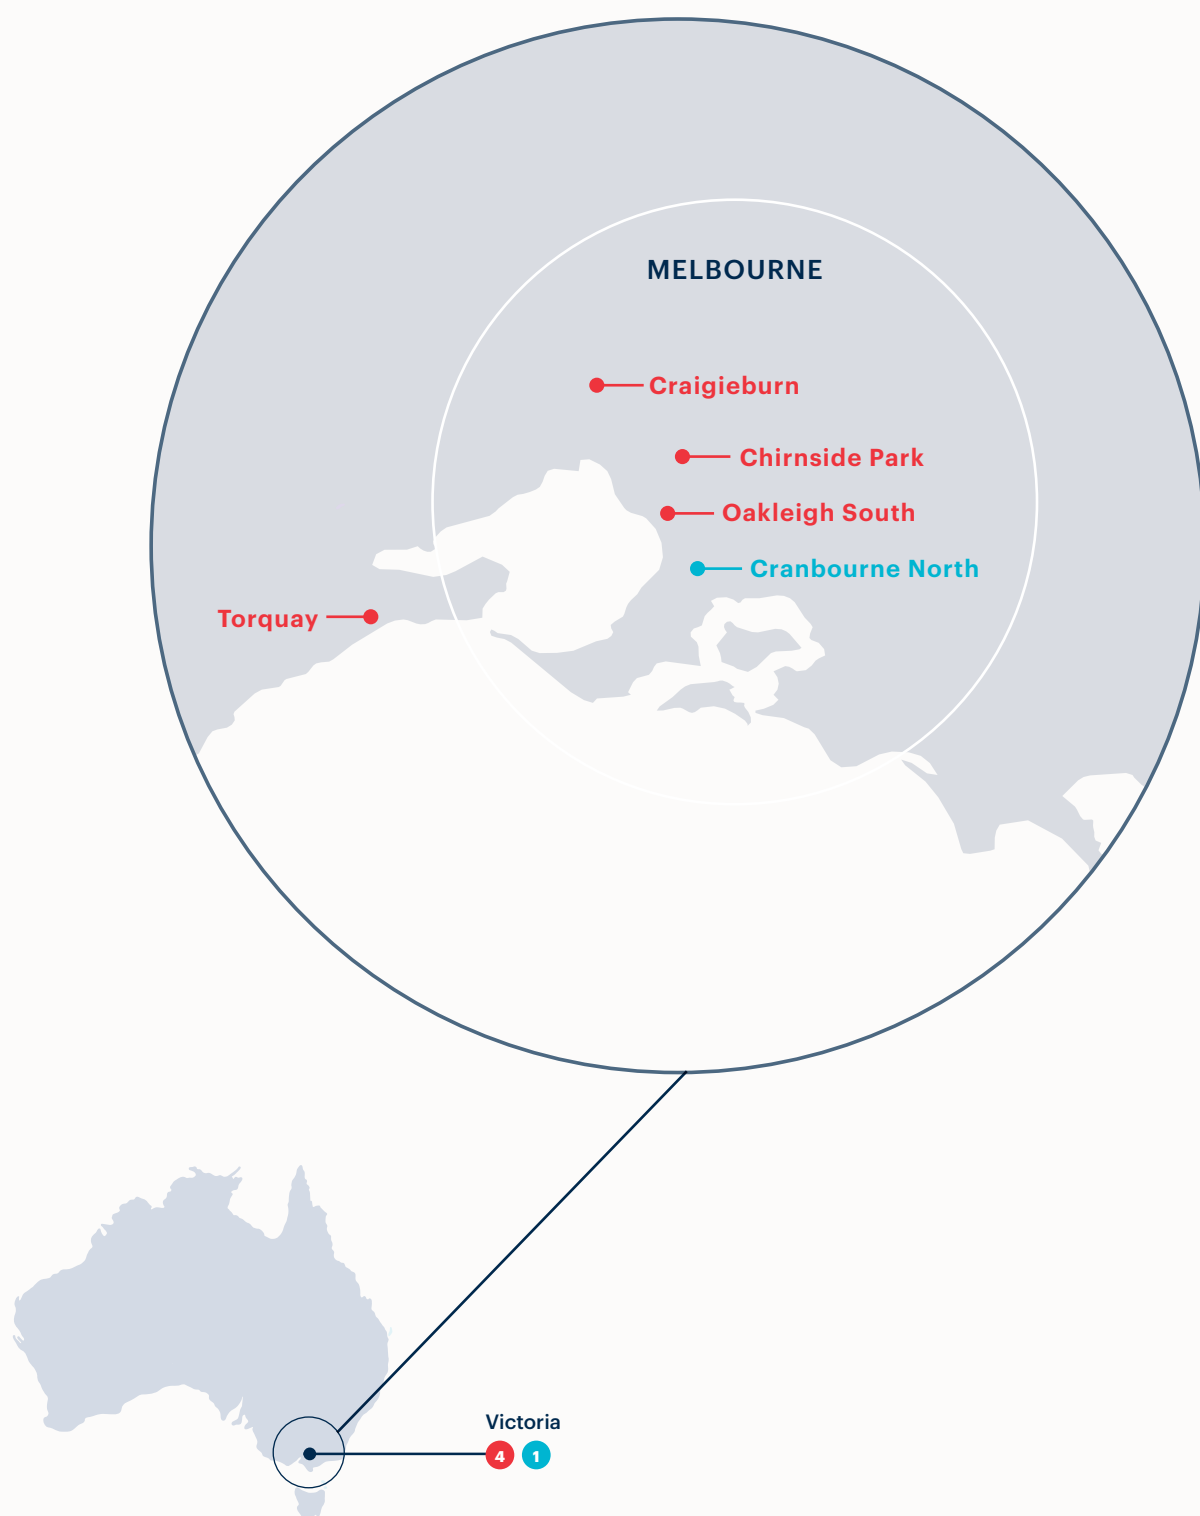 MELBOURNE
Craigieburn
Chirnside Park
Oakleigh South
Cranbourne North
Torquay
Victoria
4 1